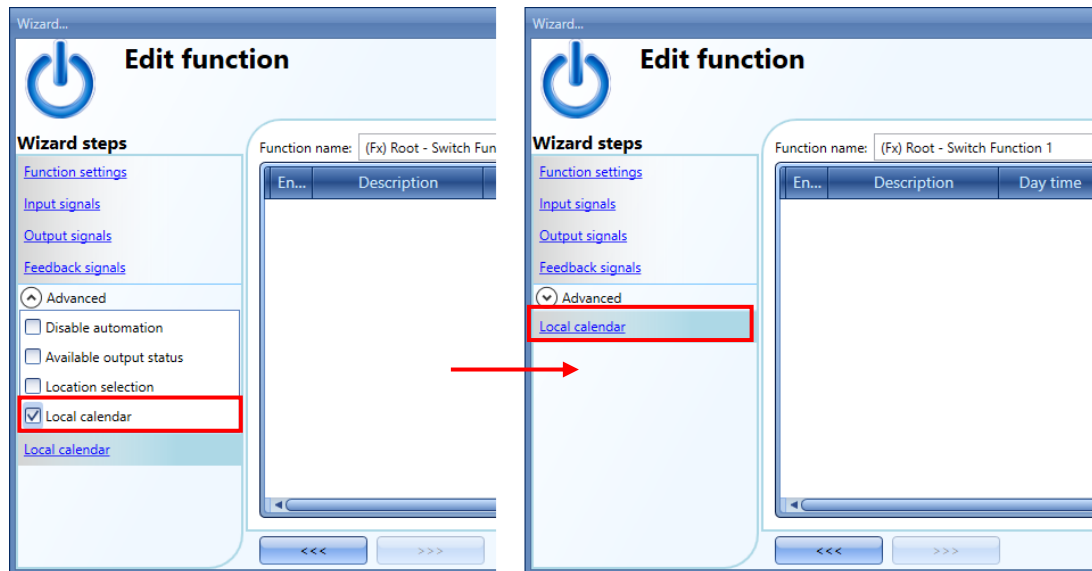 Wizard...
Edit function
Wizard steps
Function settings
Input signals
Output signals
Feedback signals
Advanced
Disable automation
Available output status
Location selection
Local calendar
Local calendar
Function name: (Fx) Root - Switch Fun
En... Description
<<< >>>
Wizard...
Edit function
Wizard steps
Function settings
Input signals
Output signals
Feedback signals
Advanced
Local calendar
Function name: (Fx) Root - Switch Function 1
En... Description Day time
<<< >>>